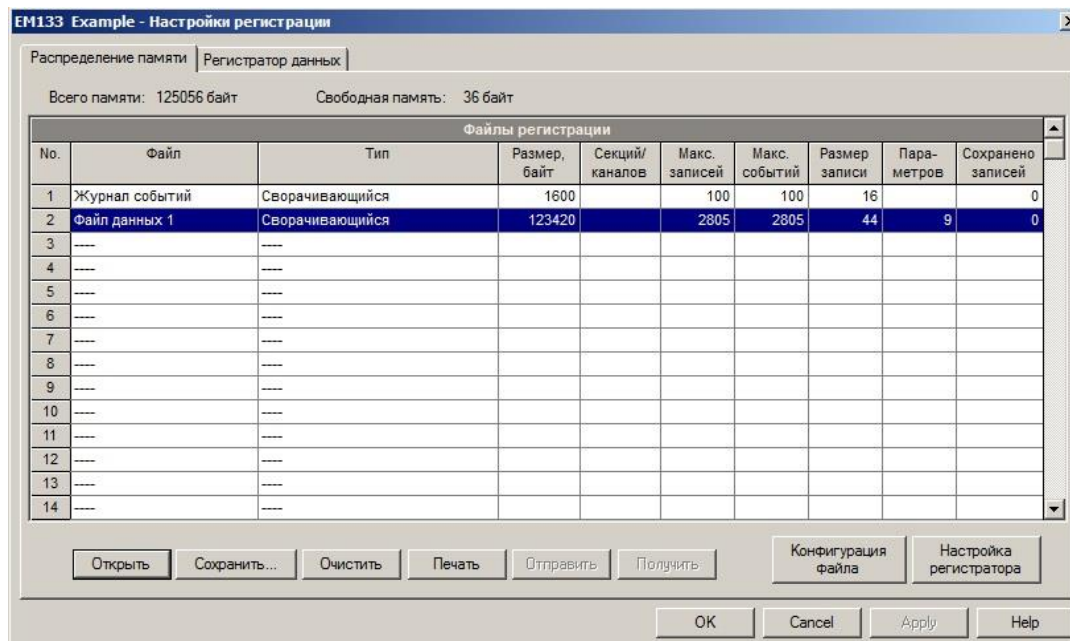 EM133 Example - Настройки регистрации
Распределение памяти Регистратор данных
Всего памяти: 125056 байт Свободная память: 36 байт
Файлы регистрации
No. Файл Тип Размер, байт Секций/ каналов Макс. записей Макс. событий Размер записи Пара- метров Сохранено записей
1 Журнал событий Сворачивающийся 1600 100 100 16 0
2 Файл данных 1 Сворачивающийся 123420 2805 2805 44 9 0
3 ---- ----
4 ---- ----
5 ---- ----
6 ---- ----
7 ---- ----
8 ---- ----
9 ---- ----
10 ---- ----
11 ---- ----
12 ---- ----
13 ---- ----
14 ---- ----
Открыть Сохранить... Очистить Печать Отправить Получить Конфигурация файла Настройка регистратора
OK Cancel Apply Help